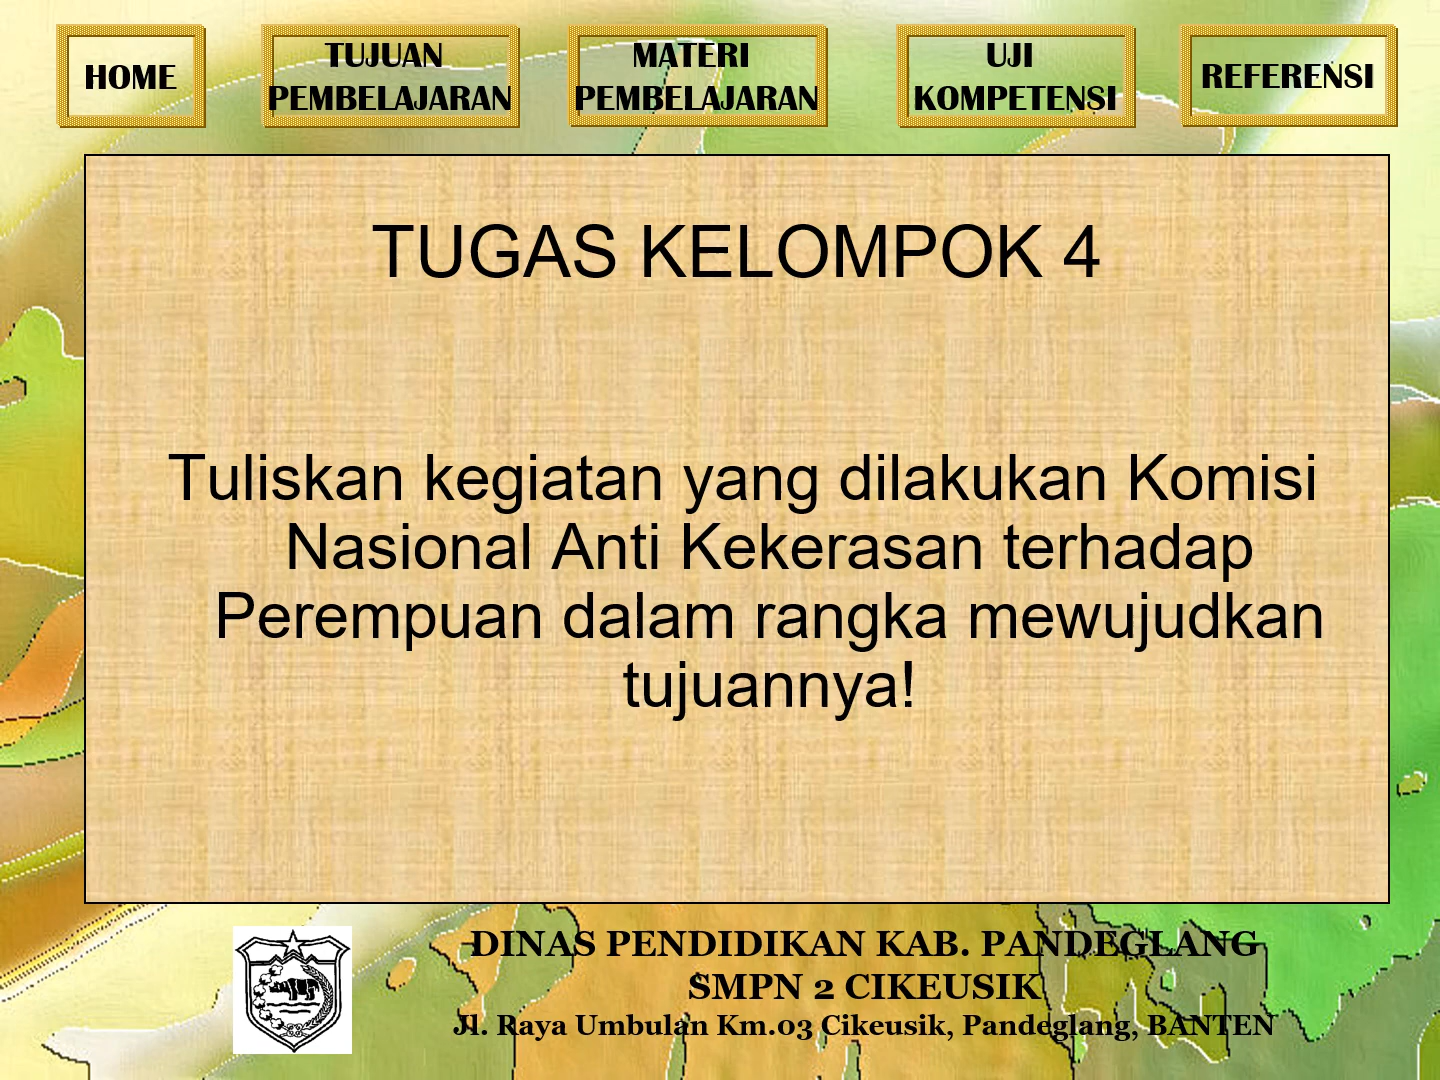 HOME
TUJUAN
PEMBELAJARAN
MATERI
PEMBELAJARAN
UJI
KOMPETENSI
REFERENSI
TUGAS KELOMPOK 4
Tuliskan kegiatan yang dilakukan Komisi
Nasional Anti Kekerasan terhadap
Perempuan dalam rangka mewujudkan
tujuannya!
DINAS PENDIDIKAN KAB. PANDEGLANG
SMPN 2 CIKEUSIK
Jl. Raya Umbulan Km.03 Cikeusik, Pandeglang, BANTEN